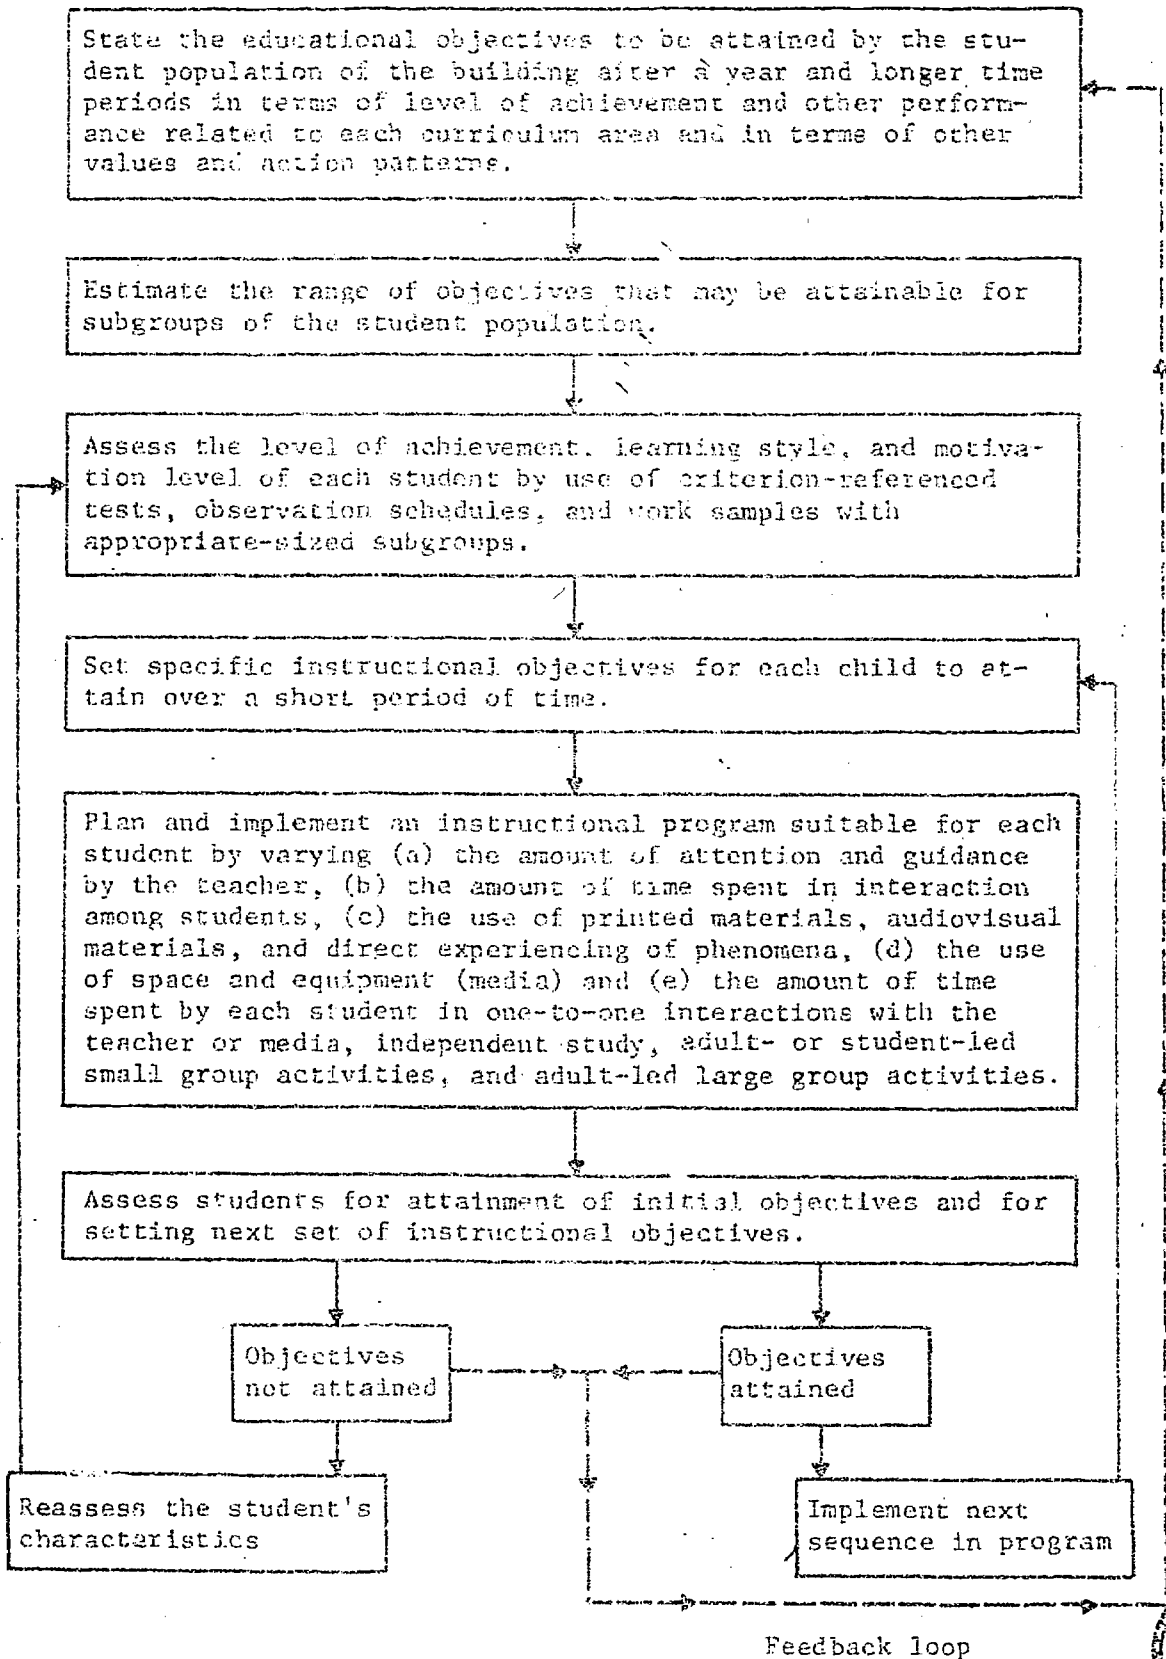 State the educational objectives to be attained by the stu-
dent population of the building after a year and longer time
periods in terms of level of achievement and other perform-
ance related to each curriculum area and in terms of other
values and action patterns.
Estimate the range of objectives that may be attainable for
subgroups of the student population.
Assess the level of achievement, learning style, and motiva-
tion level of each student by use of criterion-referenced
tests, observation schedules, and work samples with
appropriate-sized subgroups.
Set specific instructional objectives for each child to at-
tain over a short period of time.
Plan and implement an instructional program suitable for each
student by varying (a) the amount of attention and guidance
by the teacher, (b) the amount of time spent in interaction
among students, (c) the use of printed materials, audiovisual
materials, and direct experiencing of phenomena, (d) the use
of space and equipment (media) and (e) the amount of time
spent by each student in one-to-one interactions with the
teacher or media, independent study, adult- or student-led
small group activities, and adult-led large group activities.
Assess students for attainment of initial objectives and for
setting next set of instructional objectives.
Objectives
not attained
Objectives
attained
Reassess the student's
characteristics
Implement next
sequence in program
Feedback loop